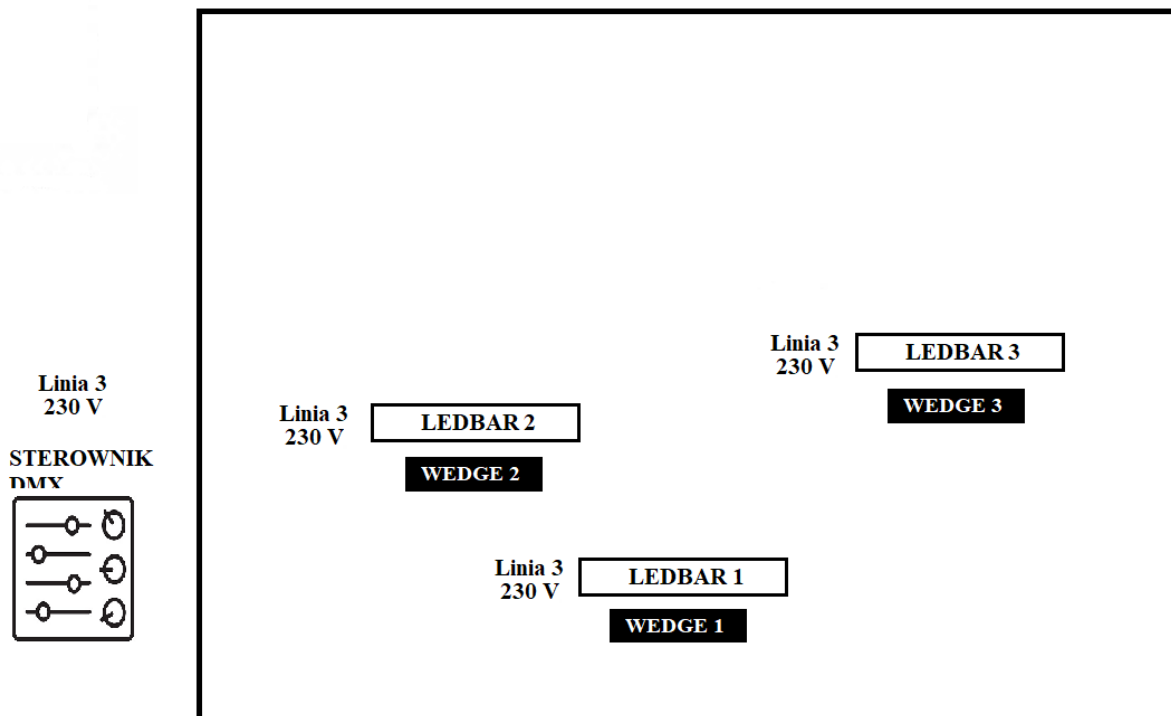 Linia 3
230 V
STEROWNIK
DMX
Linia 3
230 V
LEDBAR 3
WEDGE 3
Linia 3
230 V
LEDBAR 2
WEDGE 2
Linia 3
230 V
LEDBAR 1
WEDGE 1